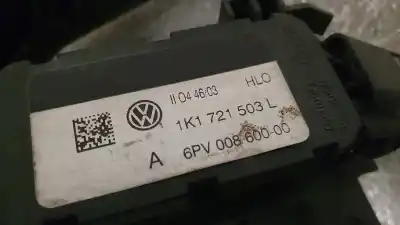 II 04 46:03 HLO
1K1 721 503 L
A 6PV 008 600-00